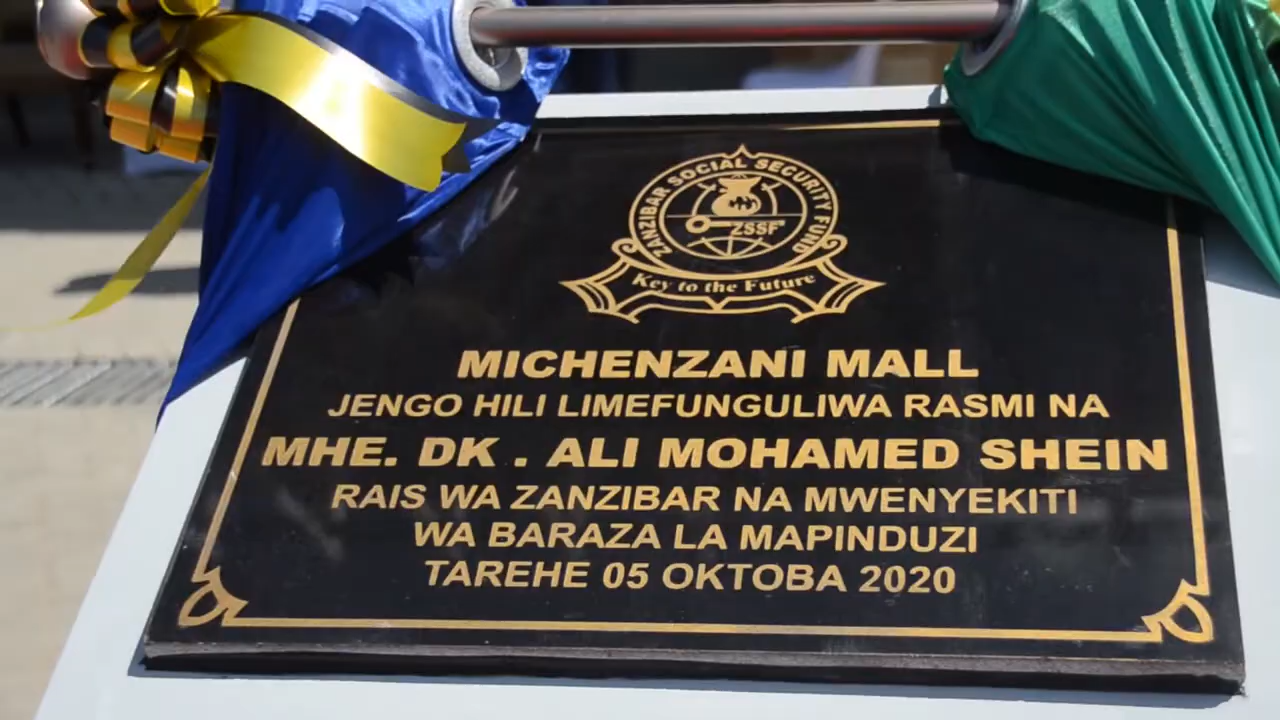 ZANZIBAR SOCIAL SECURITY FUND
ZSSF
Key to the Future
MICHENZANI MALL
JENGO HILI LIMEFUNGULIWA RASMI NA
MHE. DK . ALI MOHAMED SHEIN
RAIS WA ZANZIBAR NA MWENYEKITI
WA BARAZA LA MAPINDUZI
TAREHE 05 OKTOBA 2020